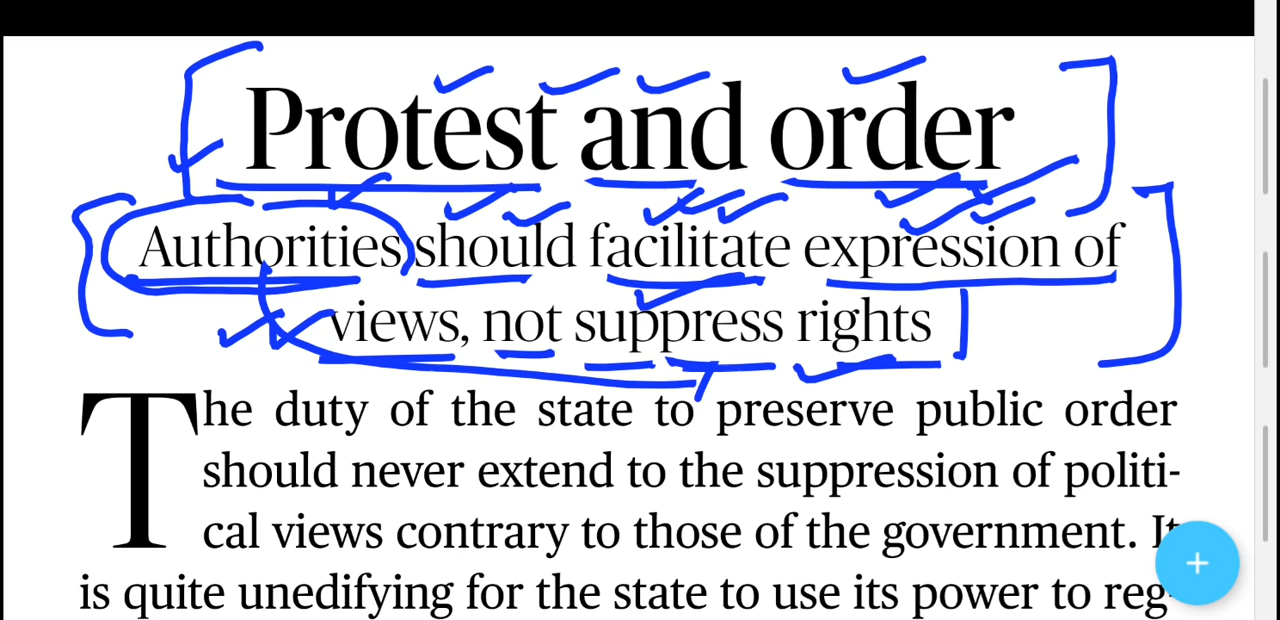 Protest and order
Authorities should facilitate expression of
views, not suppress rights
The duty of the state to preserve public order
should never extend to the suppression of politi-
cal views contrary to those of the government. It
is quite unedifying for the state to use its power to reg-